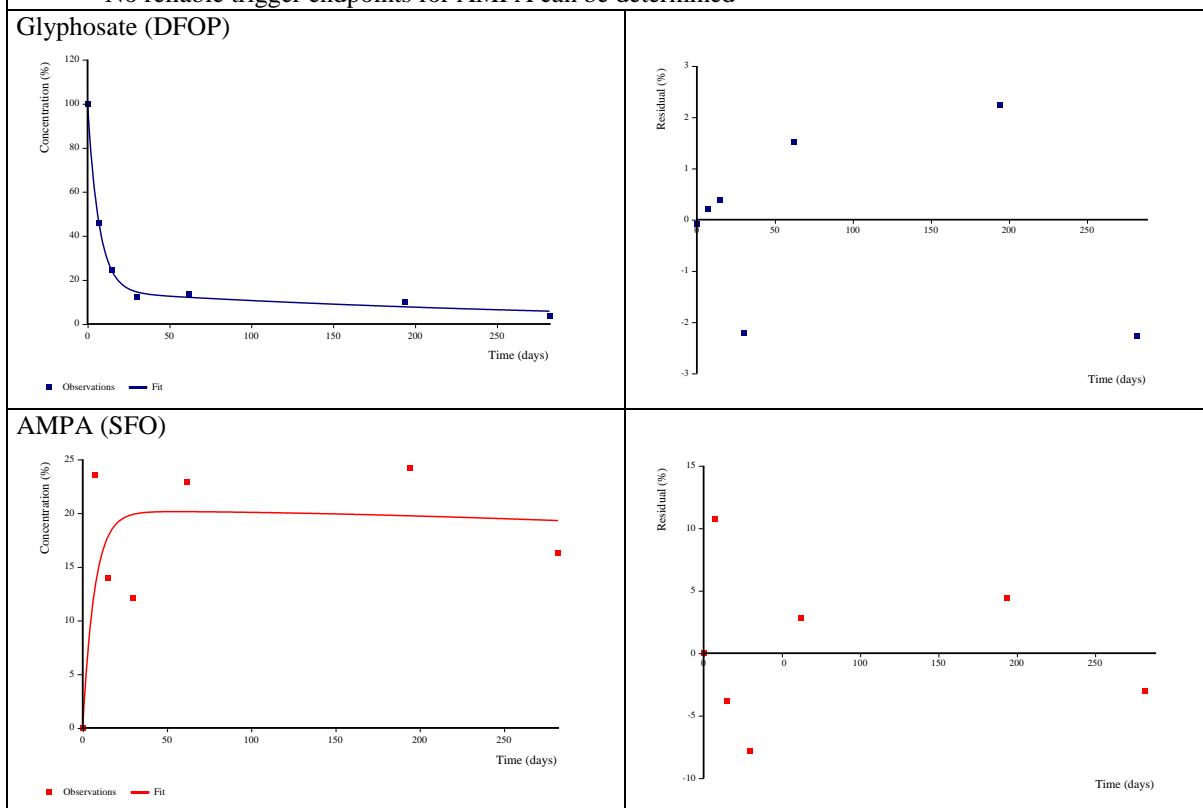 No reliable trigger endpoints for AMPA can be determined
Glyphosate (DFOP)
Concentration (%)
120
100
80
60
40
20
0
0 50 100 150 200 250
Time (days)
Observations Fit
Residual (%)
3
2
1
0
-1
-2
-3
0 50 100 150 200 250
Time (days)
AMPA (SFO)
Concentration (%)
25
20
15
10
5
0
0 50 100 150 200 250
Time (days)
Observations Fit
Residual (%)
15
10
5
0
-5
-10
0 0 100 150 200 250
Time (days)